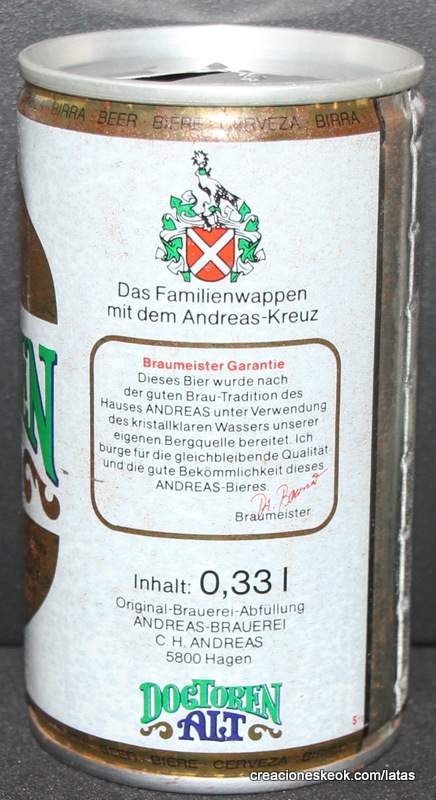 BIRRA BEER BIERE CERVEZA BIRRA
Das Familienwappen
mit dem Andreas-Kreuz
Braumeister Garantie
Dieses Bier wurde nach
der guten Brau-Tradition des
Hauses ANDREAS unter Verwendung
des kristallklaren Wassers unserer
eigenen Bergquelle bereitet. Ich
bürge für die gleichbleibende Qualität
und die gute Bekömmlichkeit dieses
ANDREAS-Bieres.
Braumeister
Inhalt: 0,33 l
Original-Brauerei-Abfüllung
ANDREAS-BRAUEREI
C. H. ANDREAS
5800 Hagen
DOCTOREN
ALT
BEER BIERE CERVEZA BIRRA
creacioneskeok.com/latas